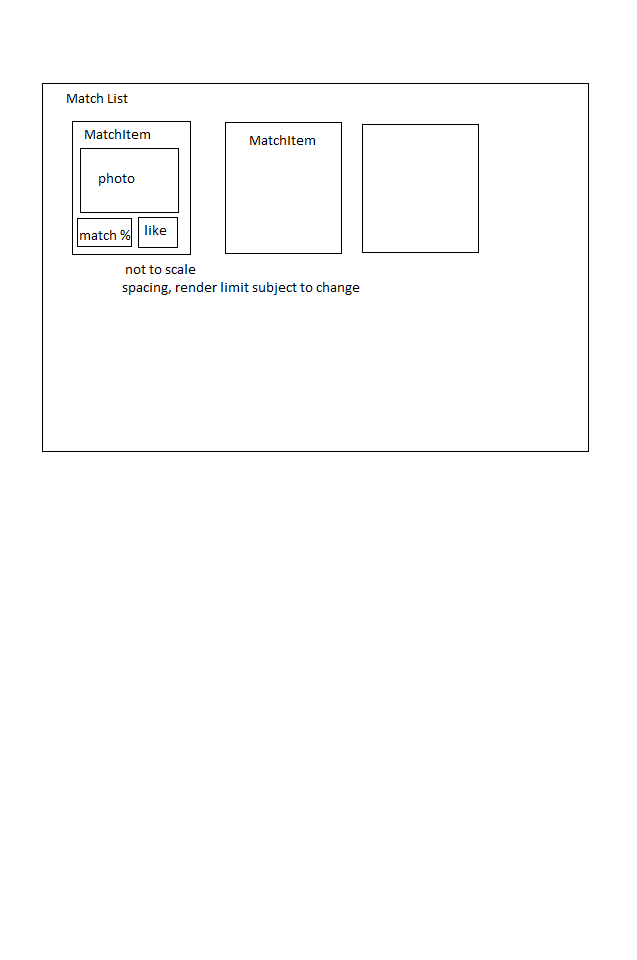 Match List
MatchItem
photo
match %
like
MatchItem
not to scale
spacing, render limit subject to change